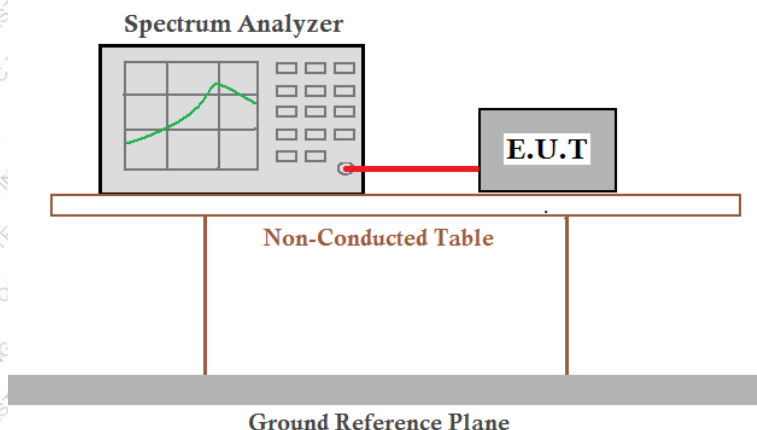 Spectrum Analyzer
E.U.T
Non-Conducted Table
Ground Reference Plane